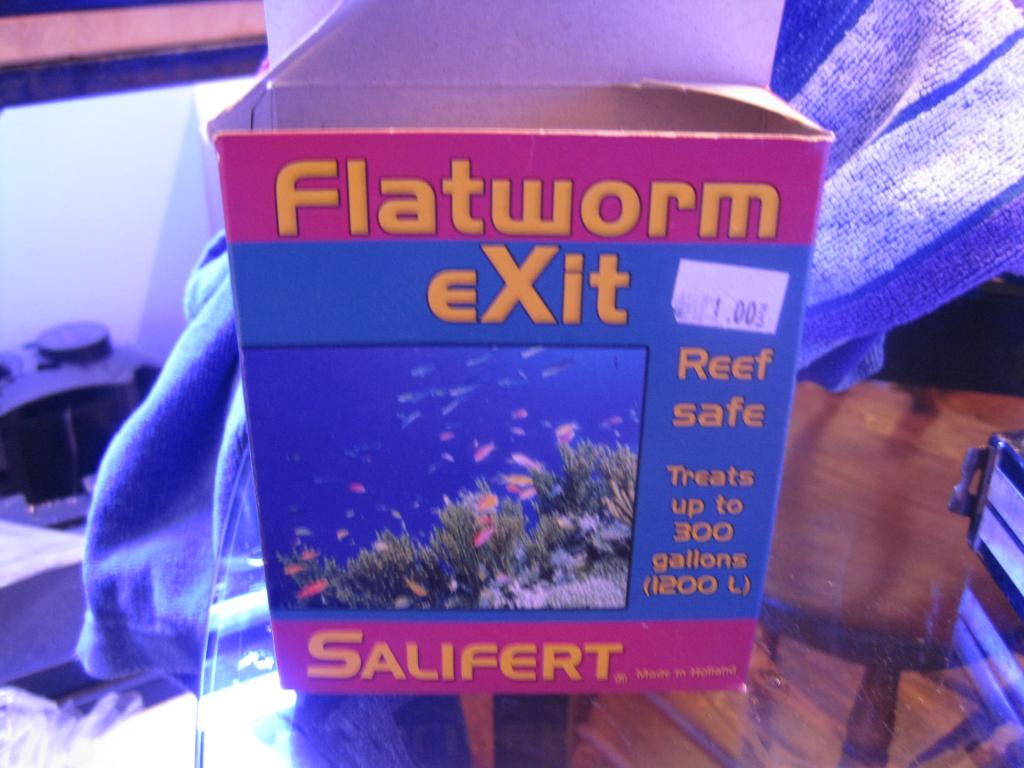 Flatworm
eXit
1.00
Reef
safe
Treats
up to
300
gallons
(1200 L)
SALIFERT® Made in Holland